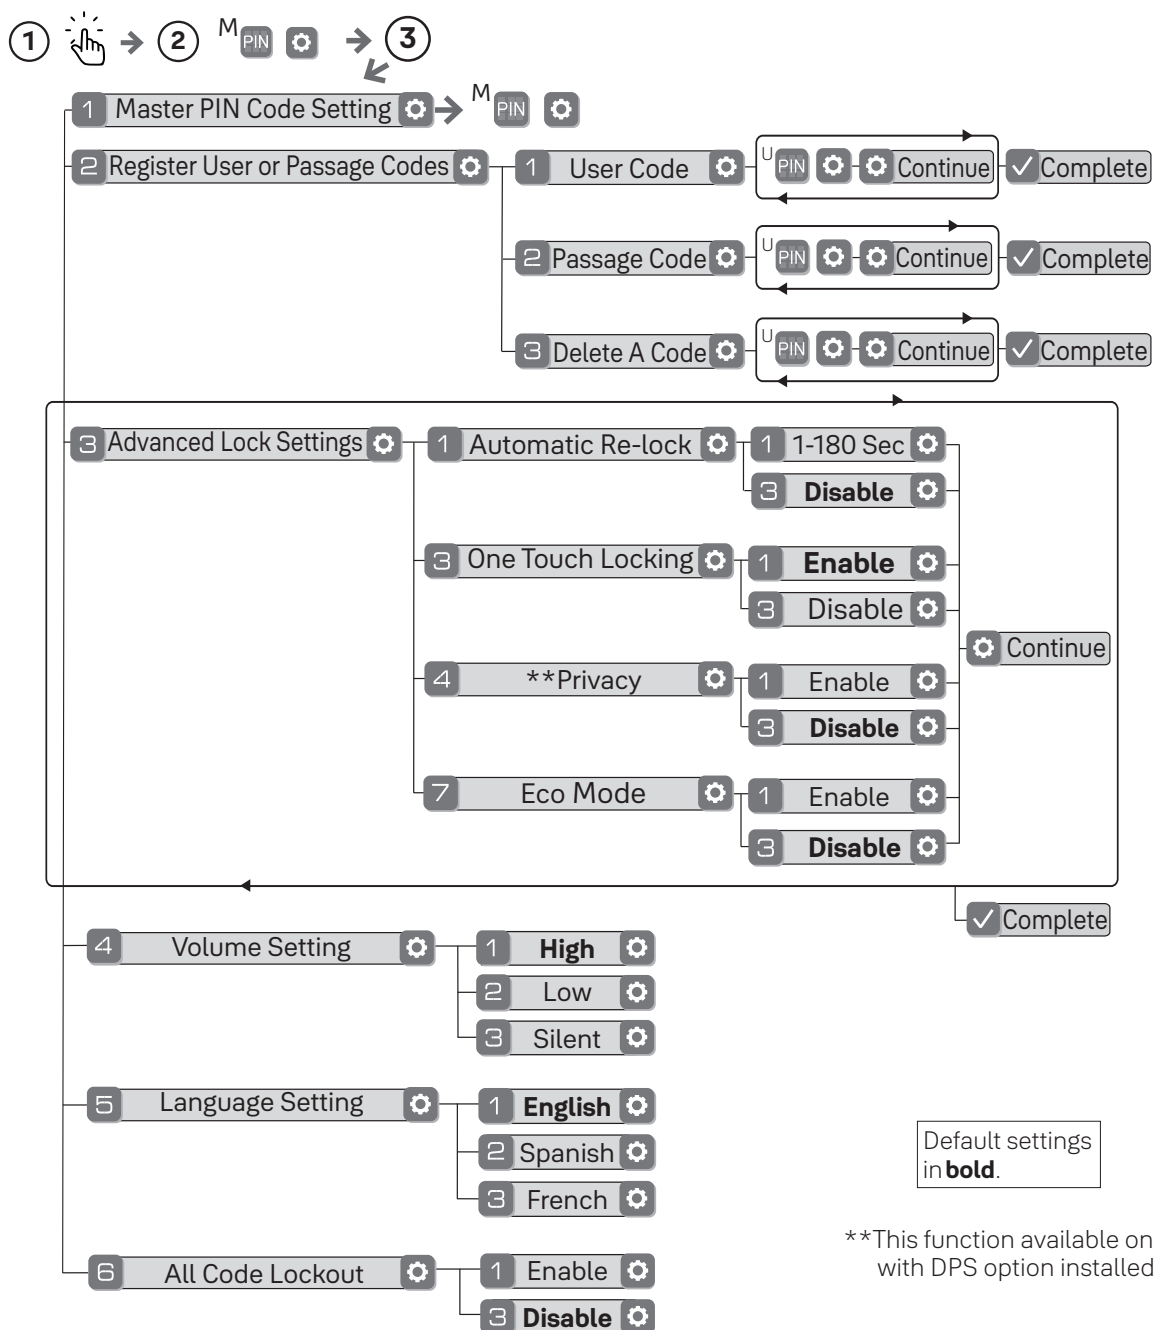 1 2 M PIN 3
1 Master PIN Code Setting M PIN
2 Register User or Passage Codes 1 User Code U PIN Continue Complete
2 Passage Code U PIN Continue Complete
3 Delete A Code U PIN Continue Complete
3 Advanced Lock Settings 1 Automatic Re-lock 1 1-180 Sec
3 Disable
3 One Touch Locking 1 Enable
3 Disable
Continue
4 **Privacy 1 Enable
3 Disable
7 Eco Mode 1 Enable
3 Disable
Complete
4 Volume Setting 1 High
2 Low
3 Silent
5 Language Setting 1 English
2 Spanish
3 French
Default settings
in bold.
**This function available on
with DPS option installed
6 All Code Lockout 1 Enable
3 Disable